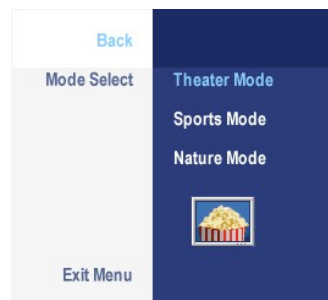 Back
Mode Select
Theater Mode
Sports Mode
Nature Mode
Exit Menu